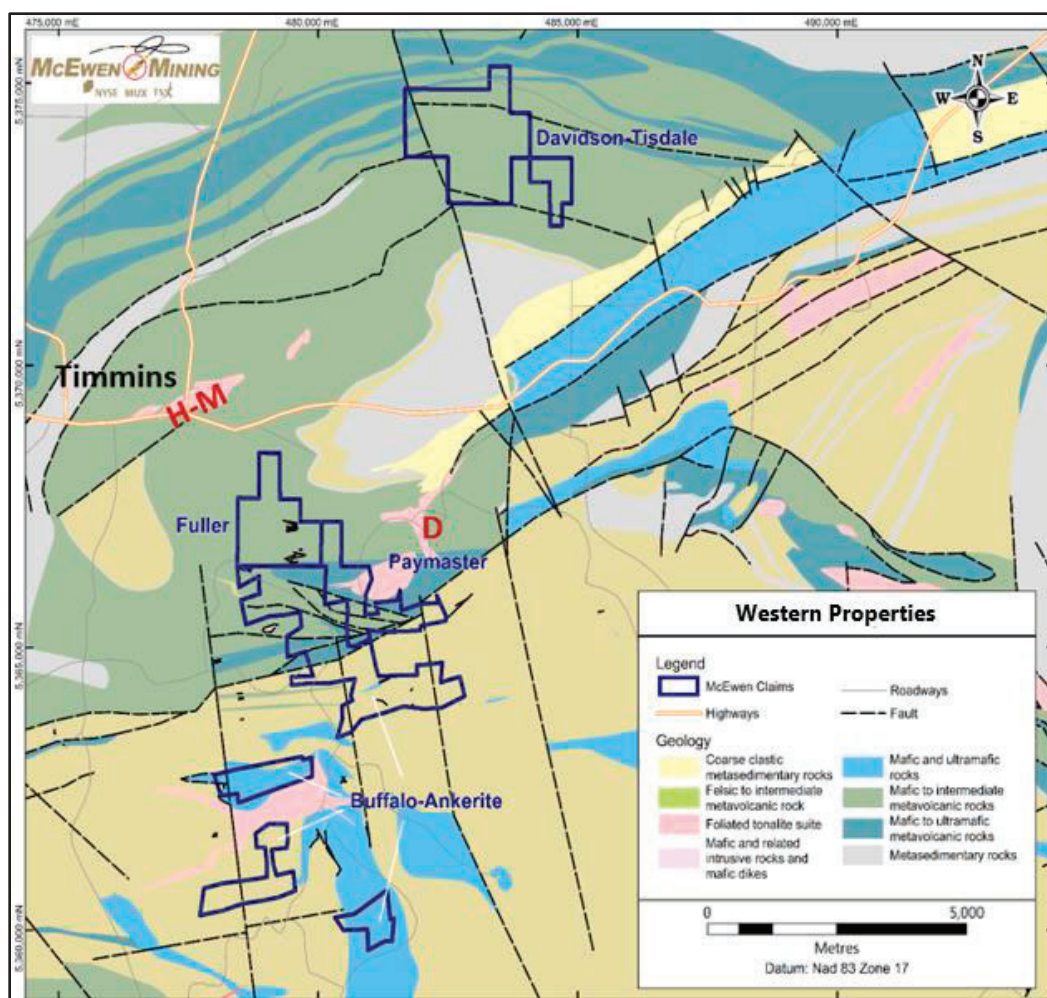 475,000 mE
480,000 mE
485,000 mE
490,000 mE
McEWEN MINING
NYSE MUX TSX
N
W E
S
5,375,000 mN
Davidson-Tisdale
5,370,000 mN
Timmins
H-M
Fuller
D
Paymaster
5,365,000 mN
Buffalo-Ankerite
5,360,000 mN
Western Properties
Legend
McEwen Claims
Roadways
Highways
Fault
Geology
Coarse clastic
metasedimentary rocks
Felsic to intermediate
metavolcanic rock
Foliated tonalite suite
Mafic and related
intrusive rocks and
mafic dikes
Mafic and ultramafic
rocks
Mafic to intermediate
metavolcanic rocks
Mafic to ultramafic
metavolcanic rocks
Metasedimentary rocks
0 5,000
Metres
Datum: Nad 83 Zone 17